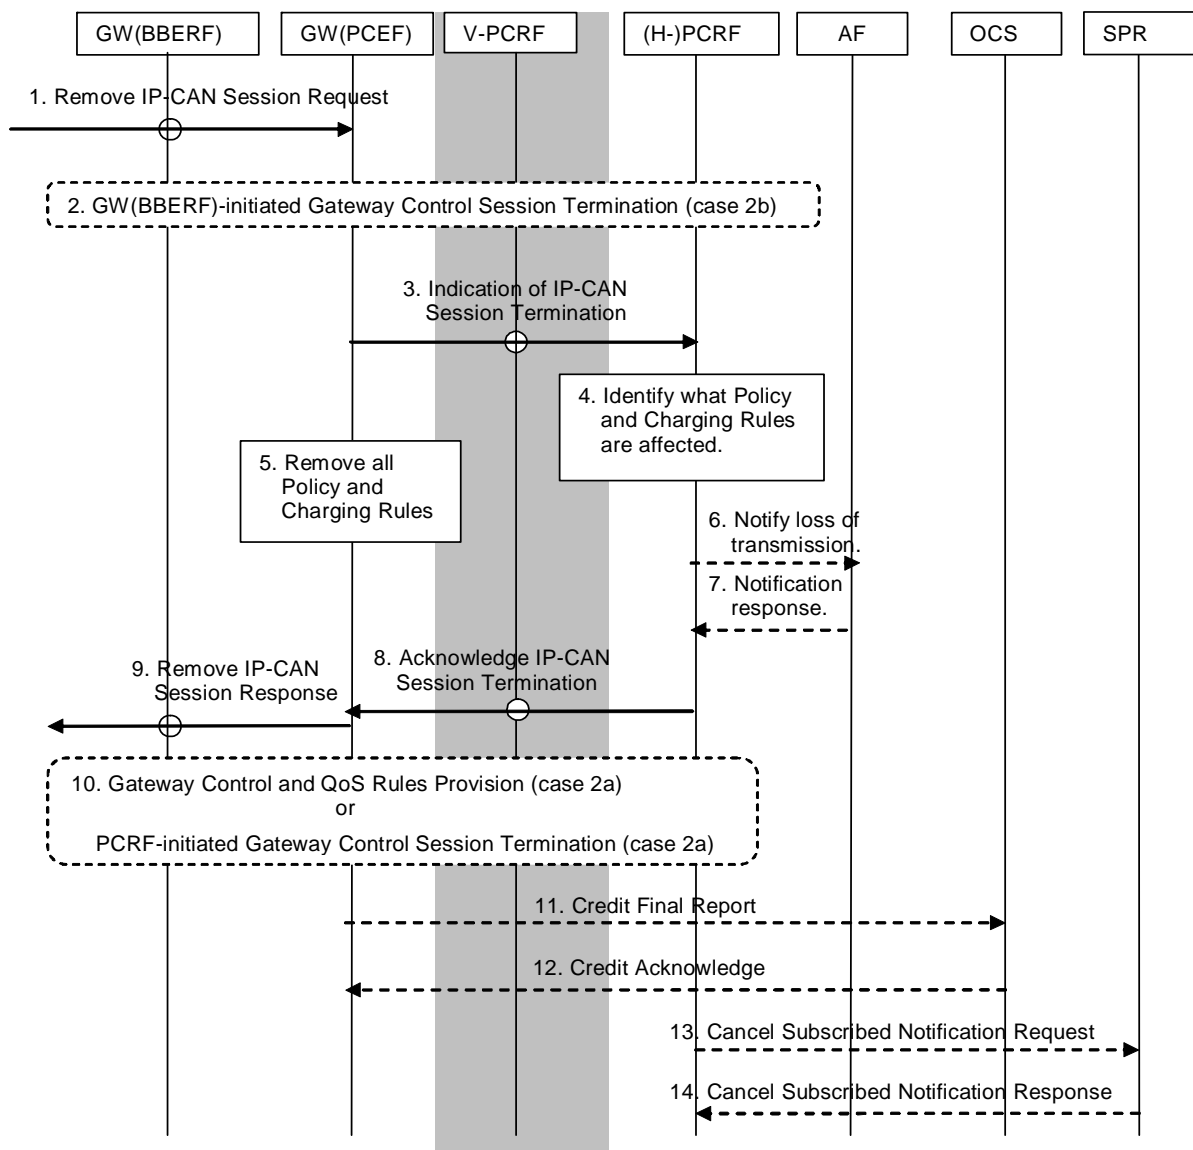 GW(BBERF)
GW(PCEF)
V-PCRF
(H-)PCRF
AF
OCS
SPR
1. Remove IP-CAN Session Request
2. GW(BBERF)-initiated Gateway Control Session Termination (case 2b)
3. Indication of IP-CAN
Session Termination
4. Identify what Policy
and Charging Rules
are affected.
5. Remove all
Policy and
Charging Rules
6. Notify loss of
transmission.
7. Notification
response.
8. Acknowledge IP-CAN
Session Termination
9. Remove IP-CAN
Session Response
10. Gateway Control and QoS Rules Provision (case 2a)
or
PCRF-initiated Gateway Control Session Termination (case 2a)
11. Credit Final Report
12. Credit Acknowledge
13. Cancel Subscribed Notification Request
14. Cancel Subscribed Notification Response